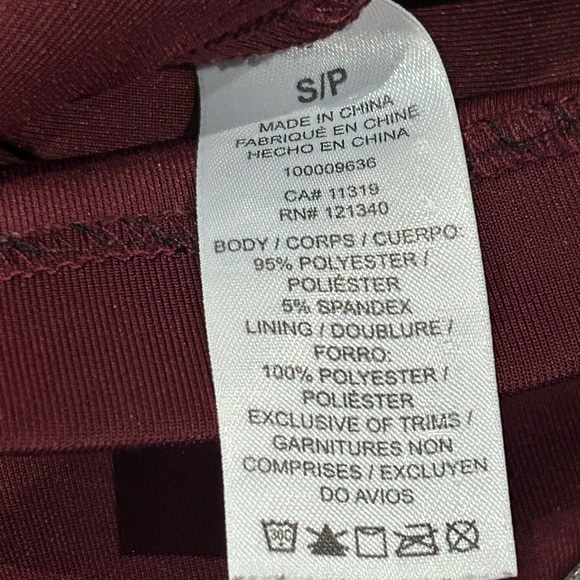 S/P
MADE IN CHINA
FABRIQUÉ EN CHINE
HECHO EN CHINA
100009636
CA# 11319
RN# 121340
BODY / CORPS / CUERPO:
95% POLYESTER /
POLIÉSTER
5% SPANDEX
LINING / DOUBLURE /
FORRO:
100% POLYESTER /
POLIÉSTER
EXCLUSIVE OF TRIMS /
GARNITURES NON
COMPRISES / EXCLUYEN
DO AVIOS
30C